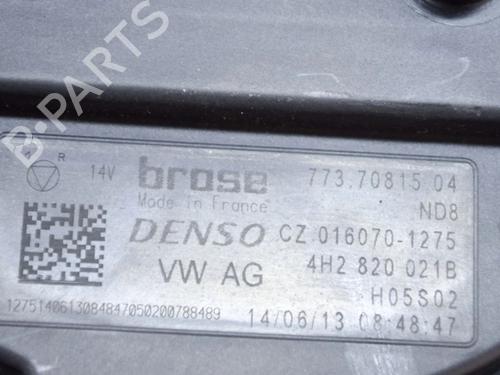 B-PARTS
R
14V brose 773.70815.04
Made in France ND8
DENSO CZ 016070-1275
VW AG 4H2 820 021B
H05S02
1275140613084847050200788489 14/06/13 08:48:47